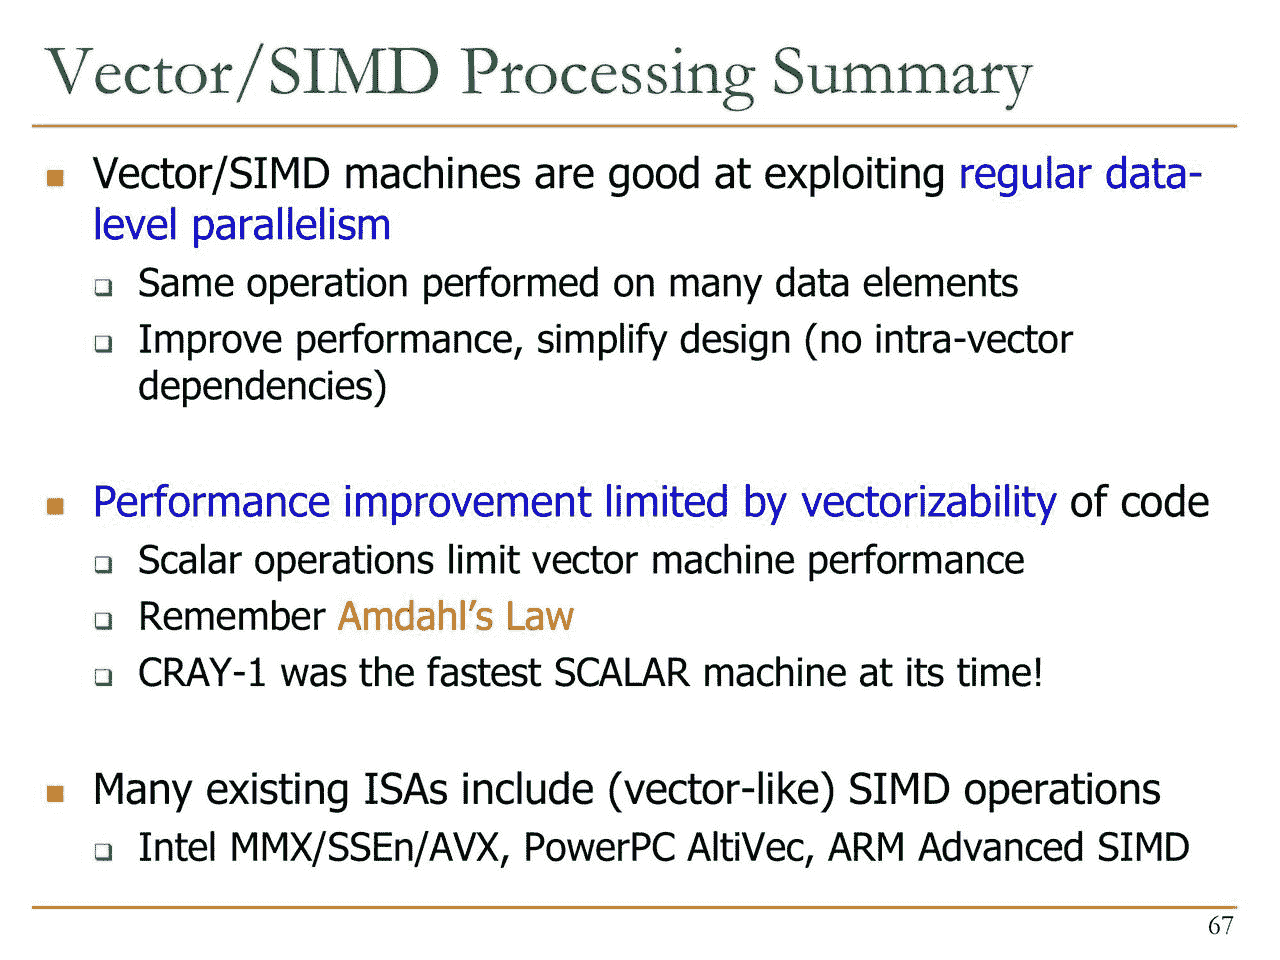 Vector/SIMD Processing Summary
Vector/SIMD machines are good at exploiting regular data-
level parallelism
Same operation performed on many data elements
Improve performance, simplify design (no intra-vector
dependencies)
Performance improvement limited by vectorizability of code
Scalar operations limit vector machine performance
Remember Amdahl’s Law
CRAY-1 was the fastest SCALAR machine at its time!
Many existing ISAs include (vector-like) SIMD operations
Intel MMX/SSEn/AVX, PowerPC AltiVec, ARM Advanced SIMD
67